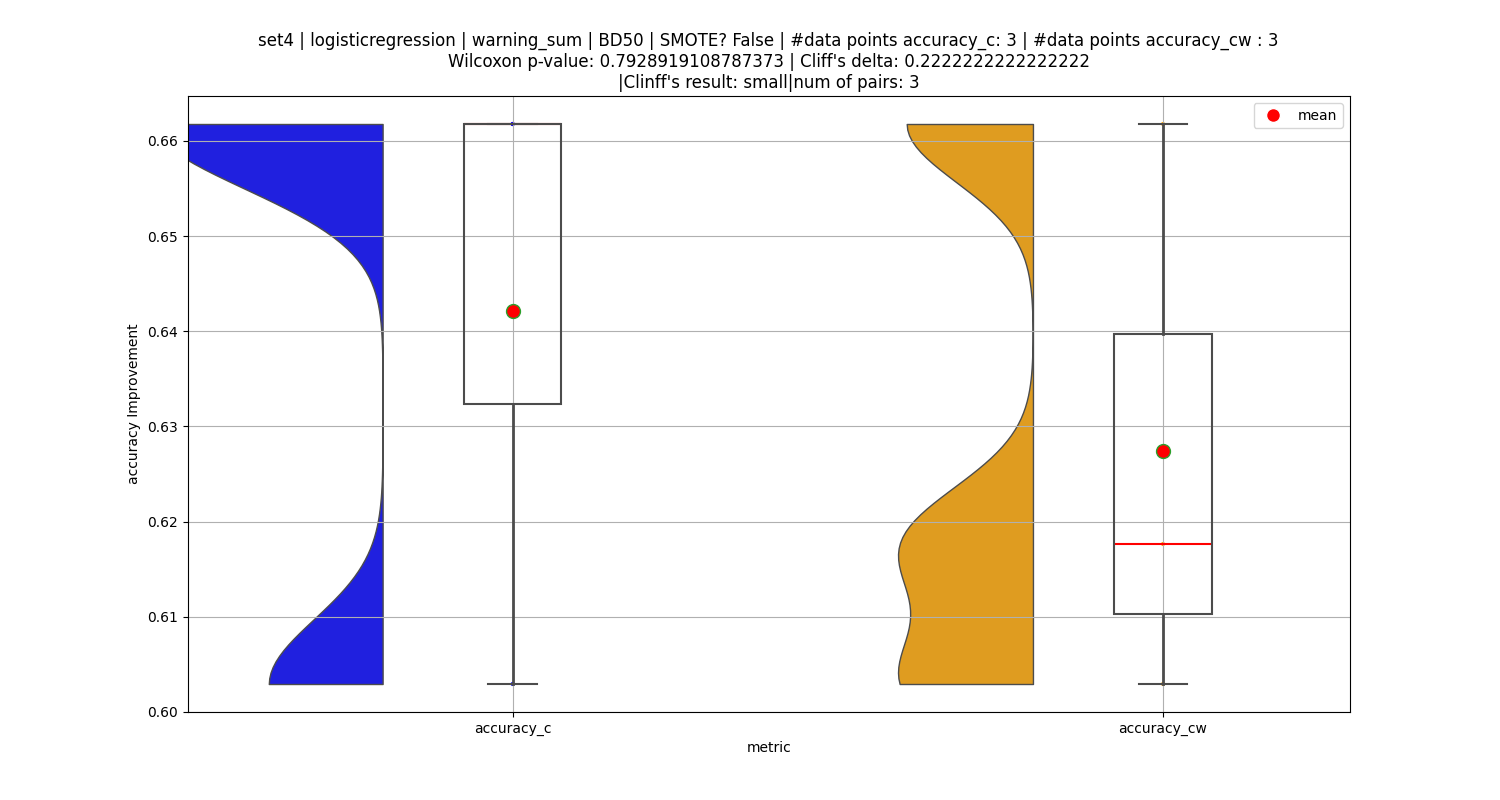 set4 | logisticregression | warning_sum | BD50 | SMOTE? False | #data points accuracy_c: 3 | #data points accuracy_cw : 3
Wilcoxon p-value: 0.7928919108787373 | Cliff's delta: 0.2222222222222222
|Clinff's result: small|num of pairs: 3
mean
0.66
0.65
0.64
0.63
0.62
0.61
0.60
accuracy Improvement
accuracy_c
accuracy_cw
metric